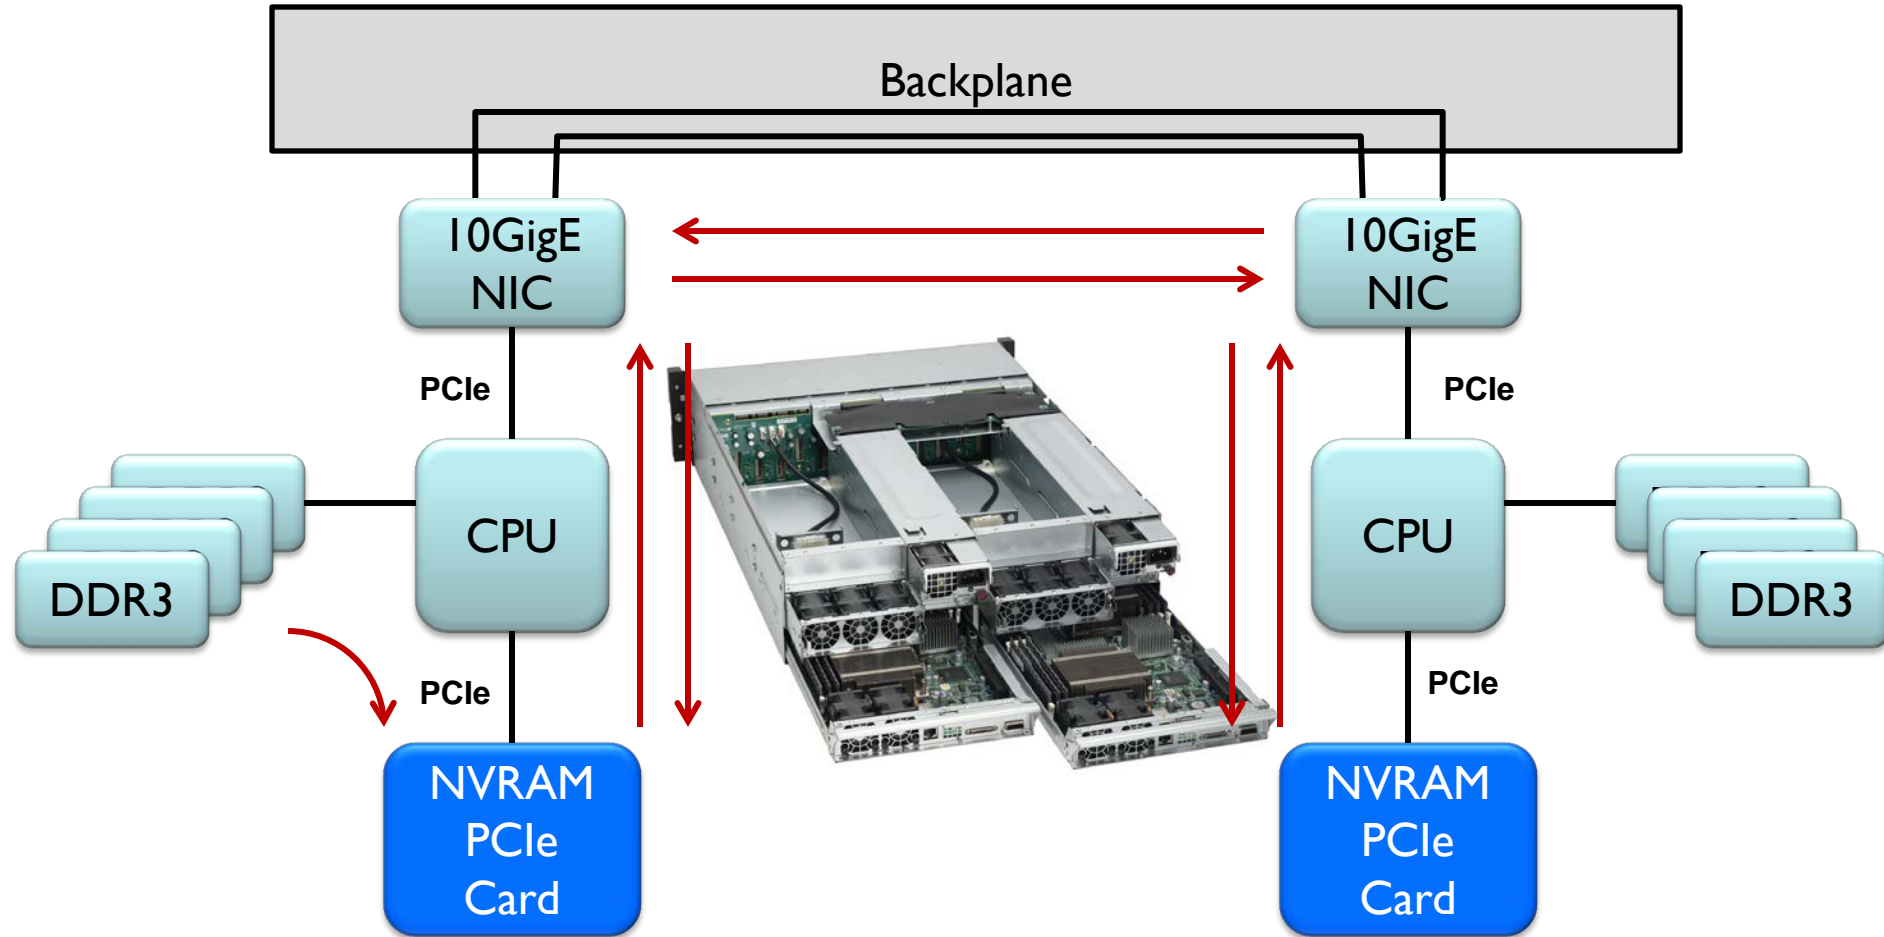 Backplane
10GigE
NIC
10GigE
NIC
PCIe
PCIe
CPU
CPU
DDR3
DDR3
PCIe
PCIe
NVRAM
PCIe
Card
NVRAM
PCIe
Card